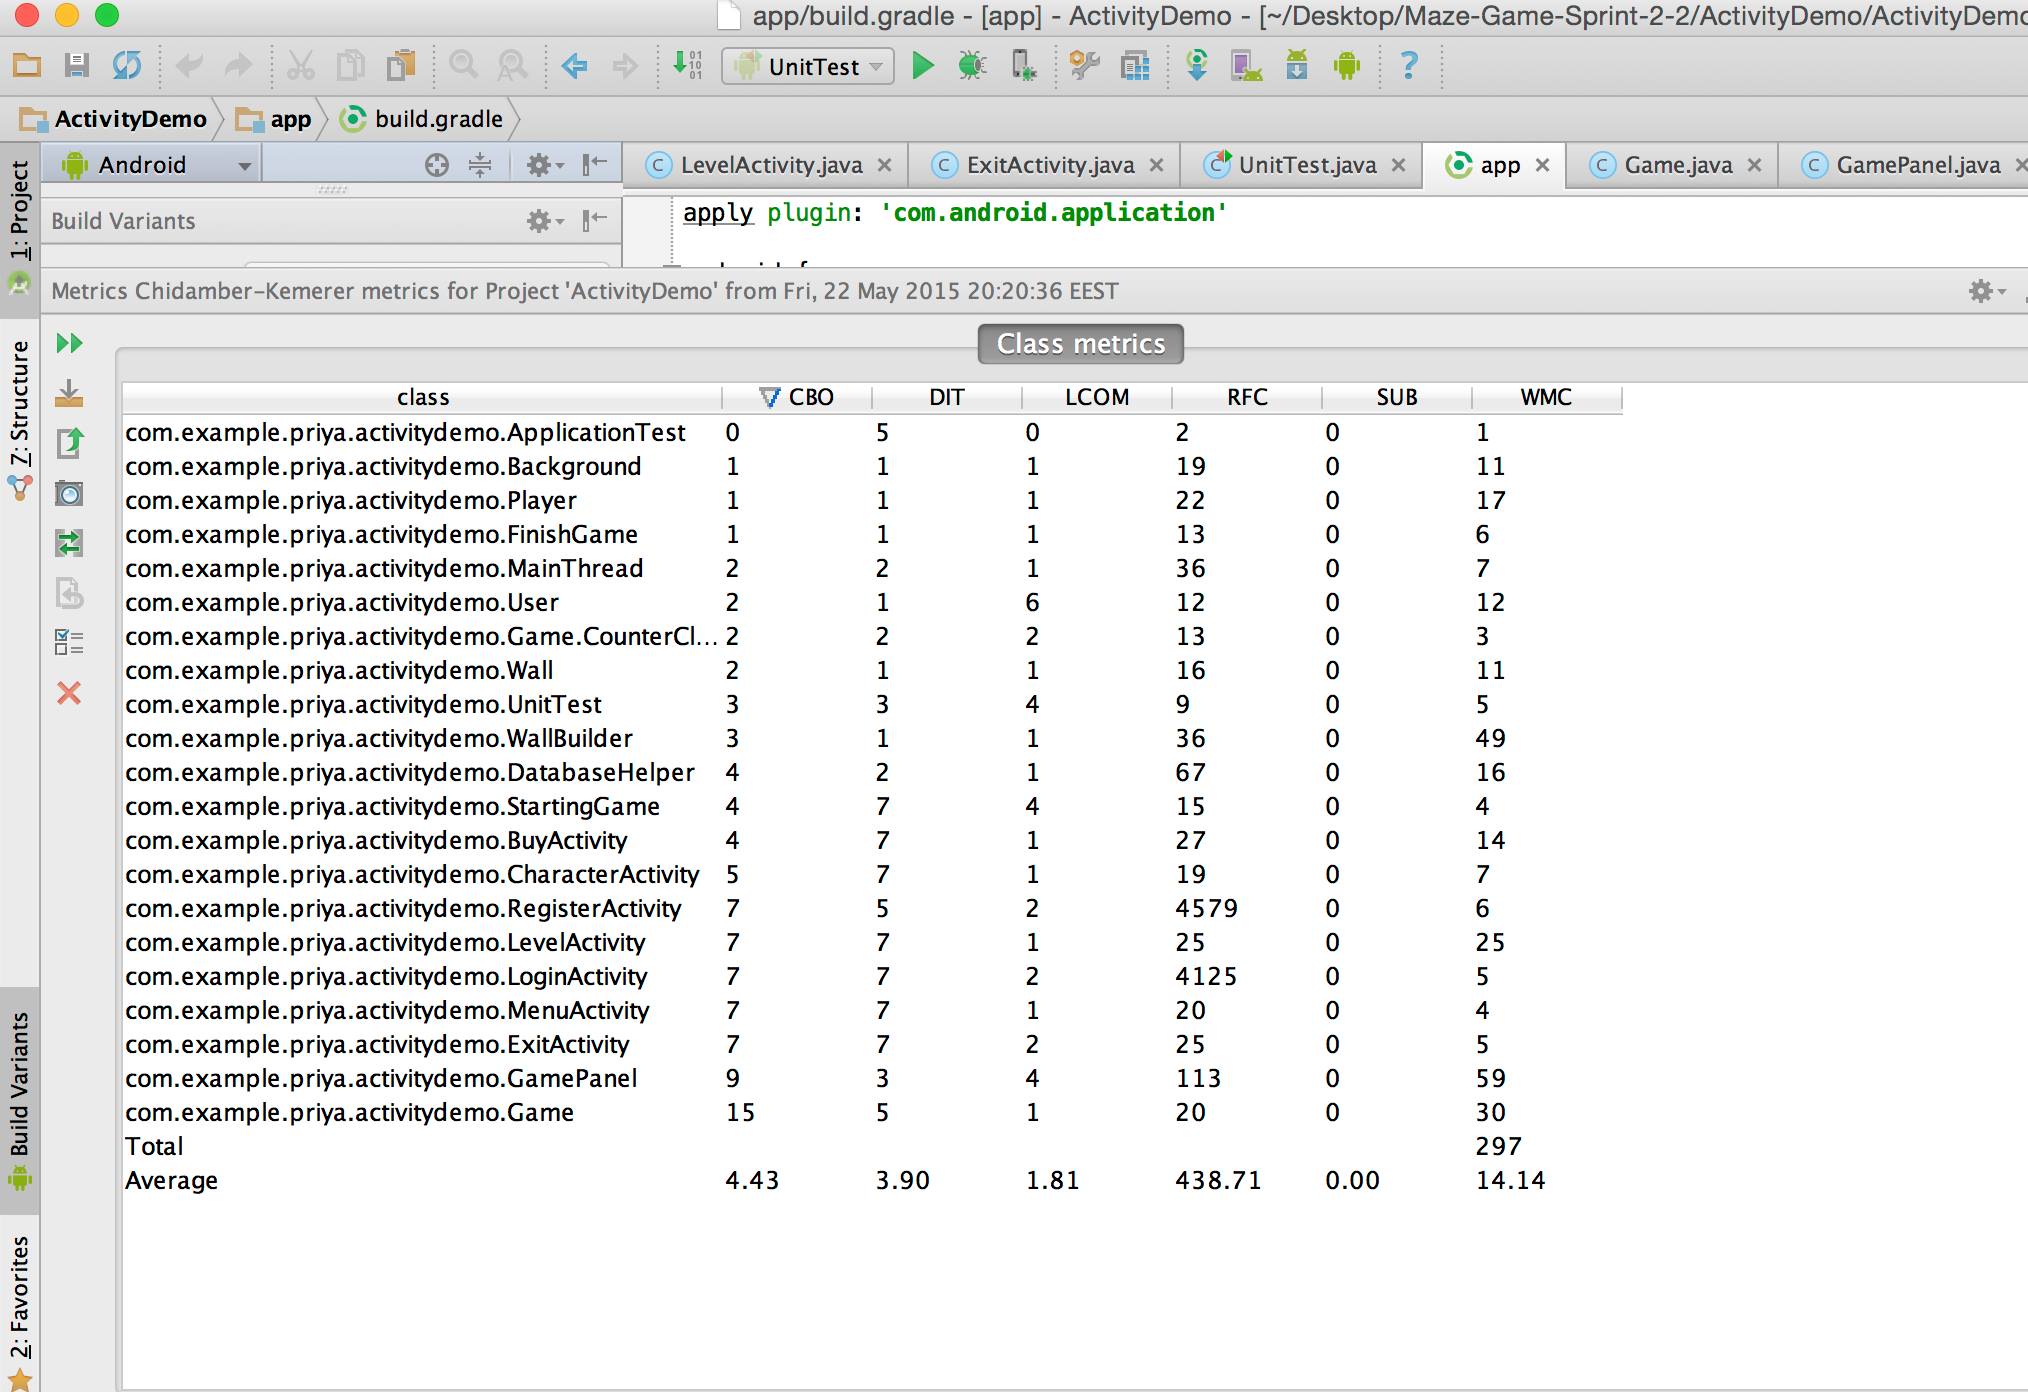 app/build.gradle - [app] - ActivityDemo - [~/Desktop/Maze-Game-Sprint-2-2/ActivityDemo/ActivityDemo
UnitTest
ActivityDemo app build.gradle
Android
LevelActivity.java ExitActivity.java UnitTest.java app Game.java GamePanel.java
1: Project
Build Variants
apply plugin: 'com.android.application'
Metrics Chidamber-Kemerer metrics for Project 'ActivityDemo' from Fri, 22 May 2015 20:20:36 EEST
Class metrics
7: Structure
class CBO DIT LCOM RFC SUB WMC
com.example.priya.activitydemo.ApplicationTest 0 5 0 2 0 1
com.example.priya.activitydemo.Background 1 1 1 19 0 11
com.example.priya.activitydemo.Player 1 1 1 22 0 17
com.example.priya.activitydemo.FinishGame 1 1 1 13 0 6
com.example.priya.activitydemo.MainThread 2 2 1 36 0 7
com.example.priya.activitydemo.User 2 1 6 12 0 12
com.example.priya.activitydemo.Game.CounterCl... 2 2 2 13 0 3
com.example.priya.activitydemo.Wall 2 1 1 16 0 11
com.example.priya.activitydemo.UnitTest 3 3 4 9 0 5
com.example.priya.activitydemo.WallBuilder 3 1 1 36 0 49
com.example.priya.activitydemo.DatabaseHelper 4 2 1 67 0 16
com.example.priya.activitydemo.StartingGame 4 7 4 15 0 4
com.example.priya.activitydemo.BuyActivity 4 7 1 27 0 14
com.example.priya.activitydemo.CharacterActivity 5 7 1 19 0 7
com.example.priya.activitydemo.RegisterActivity 7 5 2 4579 0 6
com.example.priya.activitydemo.LevelActivity 7 7 1 25 0 25
com.example.priya.activitydemo.LoginActivity 7 7 2 4125 0 5
com.example.priya.activitydemo.MenuActivity 7 7 1 20 0 4
com.example.priya.activitydemo.ExitActivity 7 7 2 25 0 5
com.example.priya.activitydemo.GamePanel 9 3 4 113 0 59
com.example.priya.activitydemo.Game 15 5 1 20 0 30
Total 297
Average 4.43 3.90 1.81 438.71 0.00 14.14
Build Variants
2: Favorites